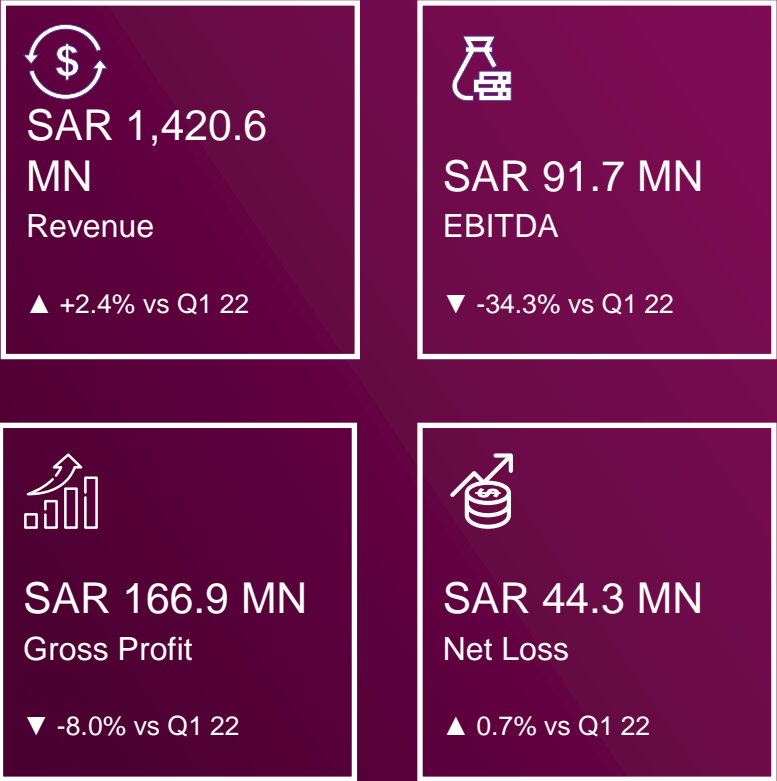 SAR 1,420.6
MN
Revenue
▲ +2.4% vs Q1 22
SAR 91.7 MN
EBITDA
▼ -34.3% vs Q1 22
SAR 166.9 MN
Gross Profit
▼ -8.0% vs Q1 22
SAR 44.3 MN
Net Loss
▲ 0.7% vs Q1 22